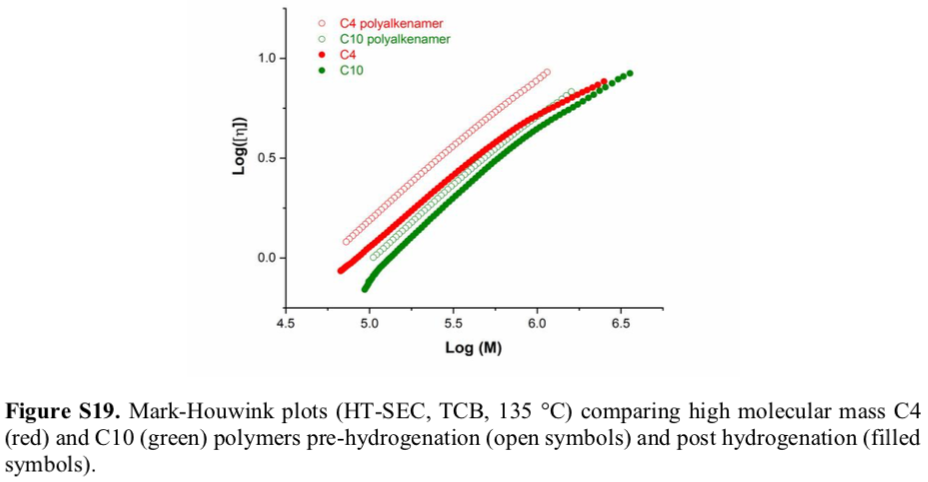 C4 polyalkenamer
C10 polyalkenamer
C4
C10
1.0
0.5
0.0
Log([η])
4.5 5.0 5.5 6.0 6.5
Log (M)
Figure S19. Mark-Houwink plots (HT-SEC, TCB, 135 °C) comparing high molecular mass C4
(red) and C10 (green) polymers pre-hydrogenation (open symbols) and post hydrogenation (filled
symbols).